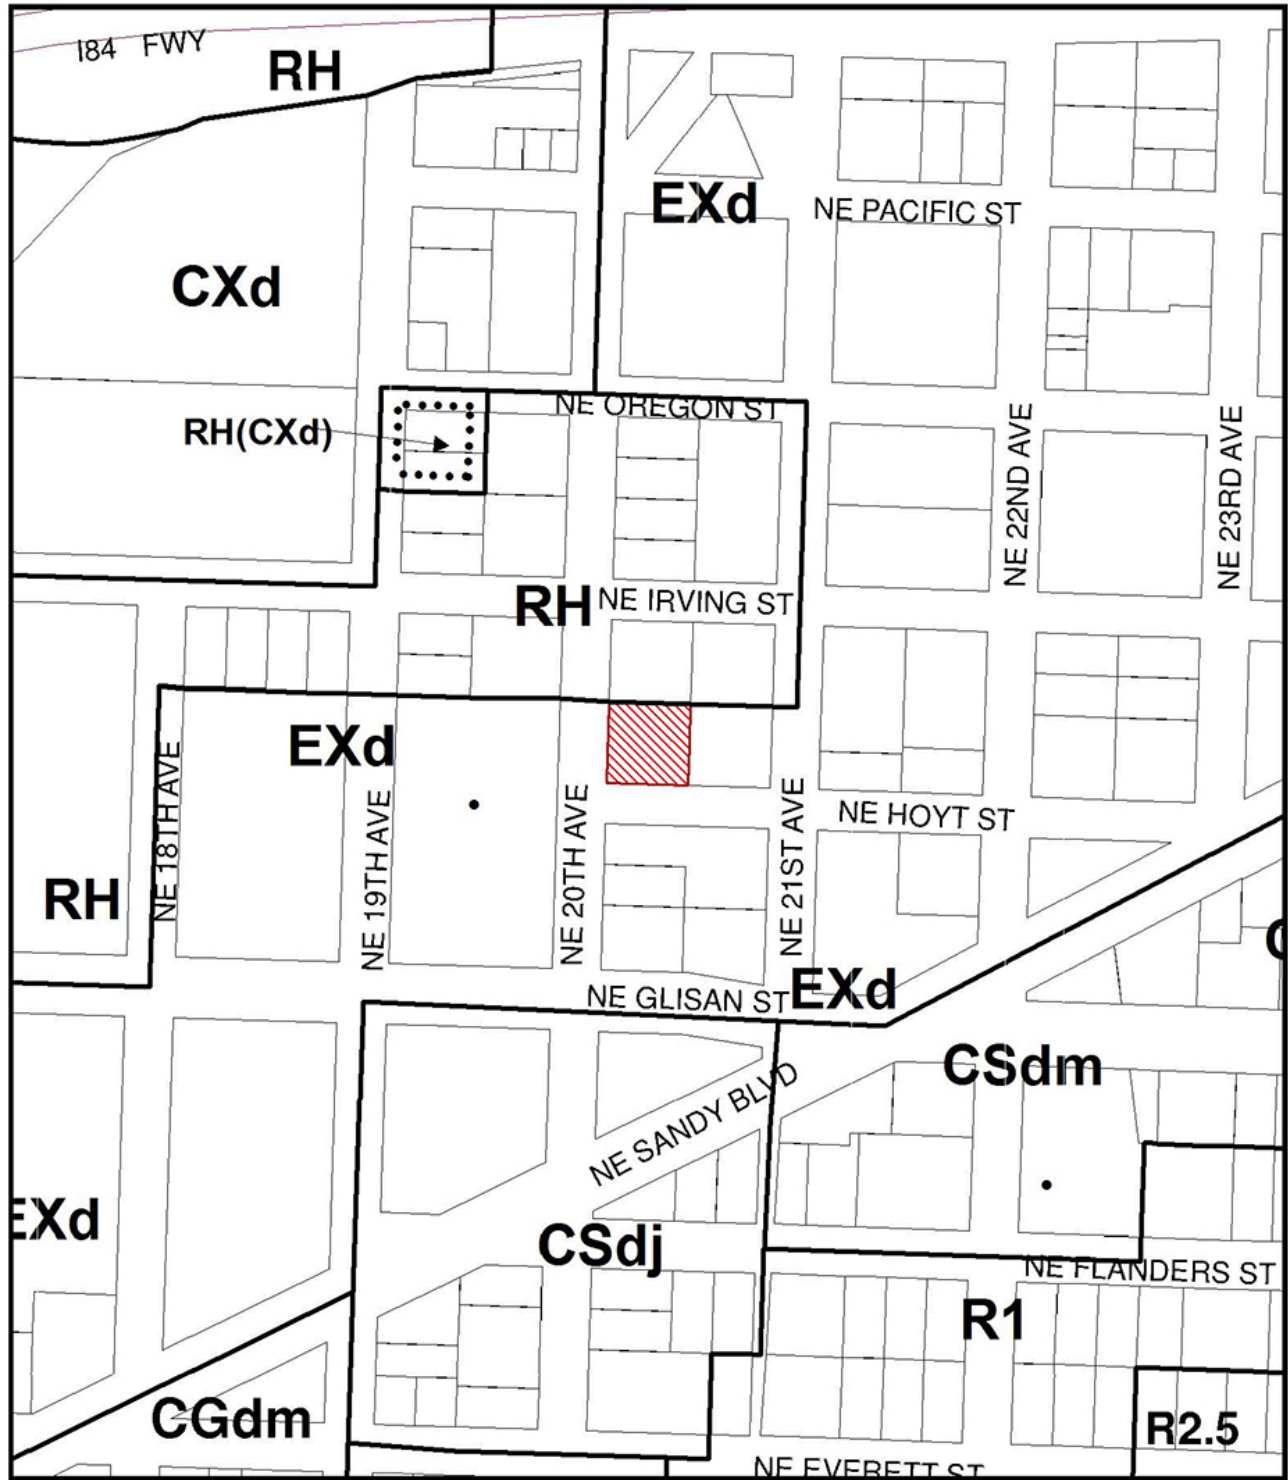 I84 FWY
RH
EXd
NE PACIFIC ST
CXd
NE OREGON ST
RH(CXd)
NE 22ND AVE
NE 23RD AVE
RH
NE IRVING ST
EXd
NE 18TH AVE
NE 19TH AVE
NE 20TH AVE
NE 21ST AVE
NE HOYT ST
RH
NE GLISAN ST
EXd
CSdm
NE SANDY BLVD
EXd
CSdj
NE FLANDERS ST
R1
CGdm
R2.5
NE EVERETT ST